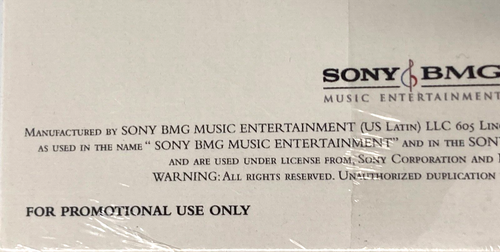 SONY BMG
MUSIC ENTERTAINMENT
Manufactured by SONY BMG MUSIC ENTERTAINMENT (US Latin) LLC 605
as used in the name " SONY BMG MUSIC ENTERTAINMENT" and in the
and are used under license from Sony Corporation and
WARNING: All rights reserved. Unauthorized duplication
FOR PROMOTIONAL USE ONLY